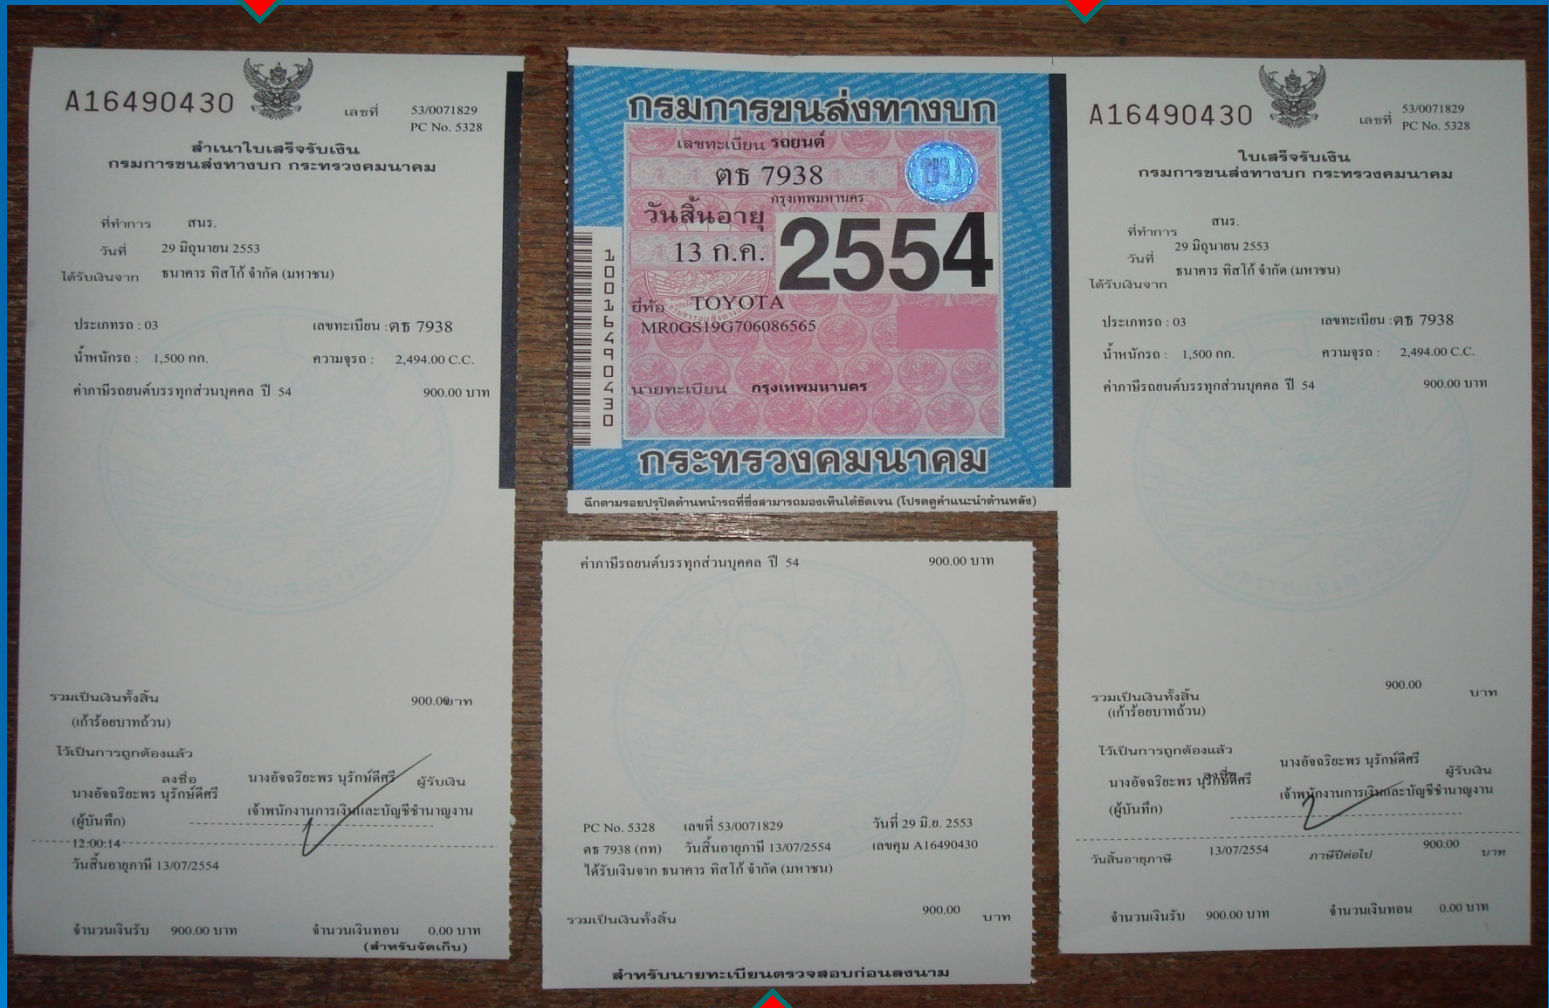 A16490430
เลขที่ 53/0071829
PC No. 5328
สำเนาใบเสร็จรับเงิน
กรมการขนส่งทางบก กระทรวงคมนาคม
ที่ทำการ สนร.
วันที่ 29 มิถุนายน 2553
ได้รับเงินจาก ธนาคาร ทิสโก้ จำกัด (มหาชน)
ประเภทรถ : 03 เลขทะเบียน : ตธ 7938
น้ำหนักรถ : 1,500 กก. ความจุรถ : 2,494.00 C.C.
ค่าภาษีรถยนต์บรรทุกส่วนบุคคล ปี 54 900.00 บาท
รวมเป็นเงินทั้งสิ้น 900.00 บาท
(เก้าร้อยบาทถ้วน)
ไว้เป็นการถูกต้องแล้ว
ลงชื่อ นางอัจฉริยะพร นุรักษ์ดีศรี ผู้รับเงิน
นางอัจฉริยะพร นุรักษ์ดีศรี
(ผู้บันทึก) เจ้าพนักงานการเงินและบัญชีชำนาญงาน
12:00:14
วันสิ้นอายุภาษี 13/07/2554
จำนวนเงินรับ 900.00 บาท จำนวนเงินทอน 0.00 บาท
(สำหรับจัดเก็บ)
กรมการขนส่งทางบก
เลขทะเบียน รถยนต์
ตธ 7938
กรุงเทพมหานคร
วันสิ้นอายุ
13 ก.ค. 2554
ยี่ห้อ TOYOTA
MR0GS19G706086565
นายทะเบียน กรุงเทพมหานคร
กระทรวงคมนาคม
10016490430
ฉีกตามรอยปรุปิดด้านหน้ารถที่ซึ่งสามารถมองเห็นได้ชัดเจน (โปรดดูคำแนะนำด้านหลัง)
ค่าภาษีรถยนต์บรรทุกส่วนบุคคล ปี 54 900.00 บาท
PC No. 5328 เลขที่ 53/0071829 วันที่ 29 มิ.ย. 2553
ตธ 7938 (กท) วันสิ้นอายุภาษี 13/07/2554 เลขคุม A16490430
ได้รับเงินจาก ธนาคาร ทิสโก้ จำกัด (มหาชน)
รวมเป็นเงินทั้งสิ้น 900.00 บาท
สำหรับนายทะเบียนตรวจสอบก่อนลงนาม
A16490430
เลขที่ 53/0071829
PC No. 5328
ใบเสร็จรับเงิน
กรมการขนส่งทางบก กระทรวงคมนาคม
ที่ทำการ สนร.
วันที่ 29 มิถุนายน 2553
ได้รับเงินจาก ธนาคาร ทิสโก้ จำกัด (มหาชน)
ประเภทรถ : 03 เลขทะเบียน : ตธ 7938
น้ำหนักรถ : 1,500 กก. ความจุรถ : 2,494.00 C.C.
ค่าภาษีรถยนต์บรรทุกส่วนบุคคล ปี 54 900.00 บาท
รวมเป็นเงินทั้งสิ้น 900.00 บาท
(เก้าร้อยบาทถ้วน)
ไว้เป็นการถูกต้องแล้ว
ลงชื่อ นางอัจฉริยะพร นุรักษ์ดีศรี ผู้รับเงิน
นางอัจฉริยะพร นุรักษ์ดีศรี
(ผู้บันทึก) เจ้าพนักงานการเงินและบัญชีชำนาญงาน
วันสิ้นอายุภาษี 13/07/2554 ภาษีปีต่อไป 900.00 บาท
จำนวนเงินรับ 900.00 บาท จำนวนเงินทอน 0.00 บาท